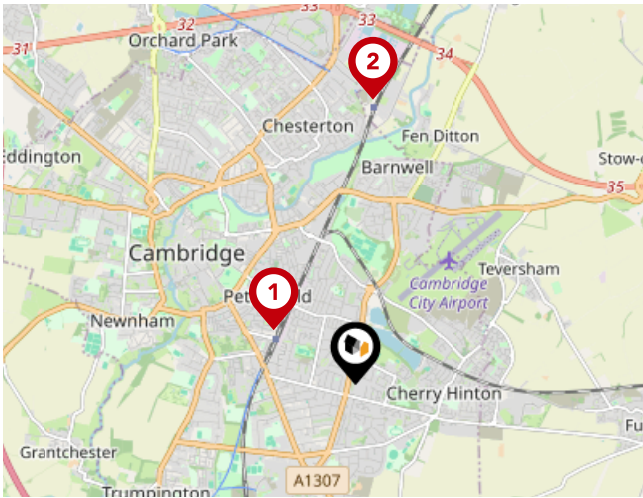 33
33
32
31
Orchard Park
34
2
Chesterton
Fen Ditton
Eddington
Barnwell
Stow-c
35
Cambridge
Cambridge
City Airport
Teversham
1
Pete
ld
Newnham
Cherry Hinton
Fu
Grantchester
A1307
Trumpington